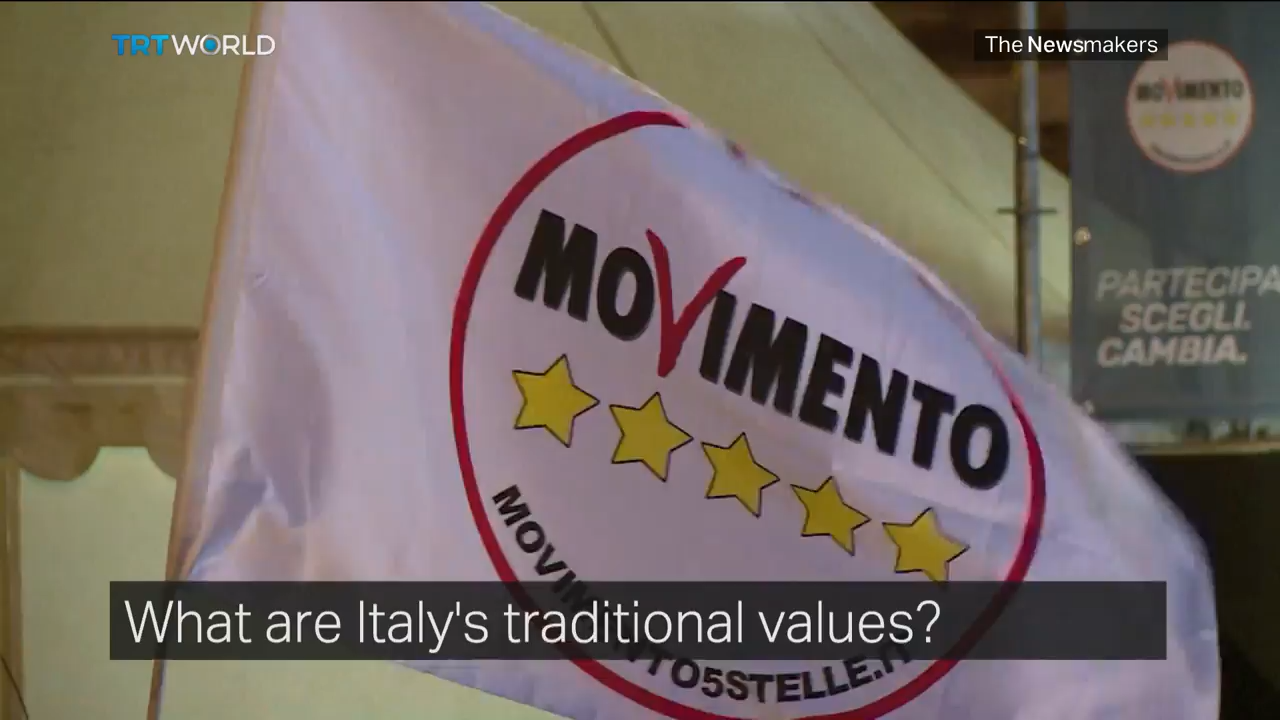 TRTWORLD
The Newsmakers
MOVIMENTO
PARTECIPA
SCEGLI.
CAMBIA.
MOVIMENTO
MOVIMENTO5STELLE.IT
What are Italy's traditional values?